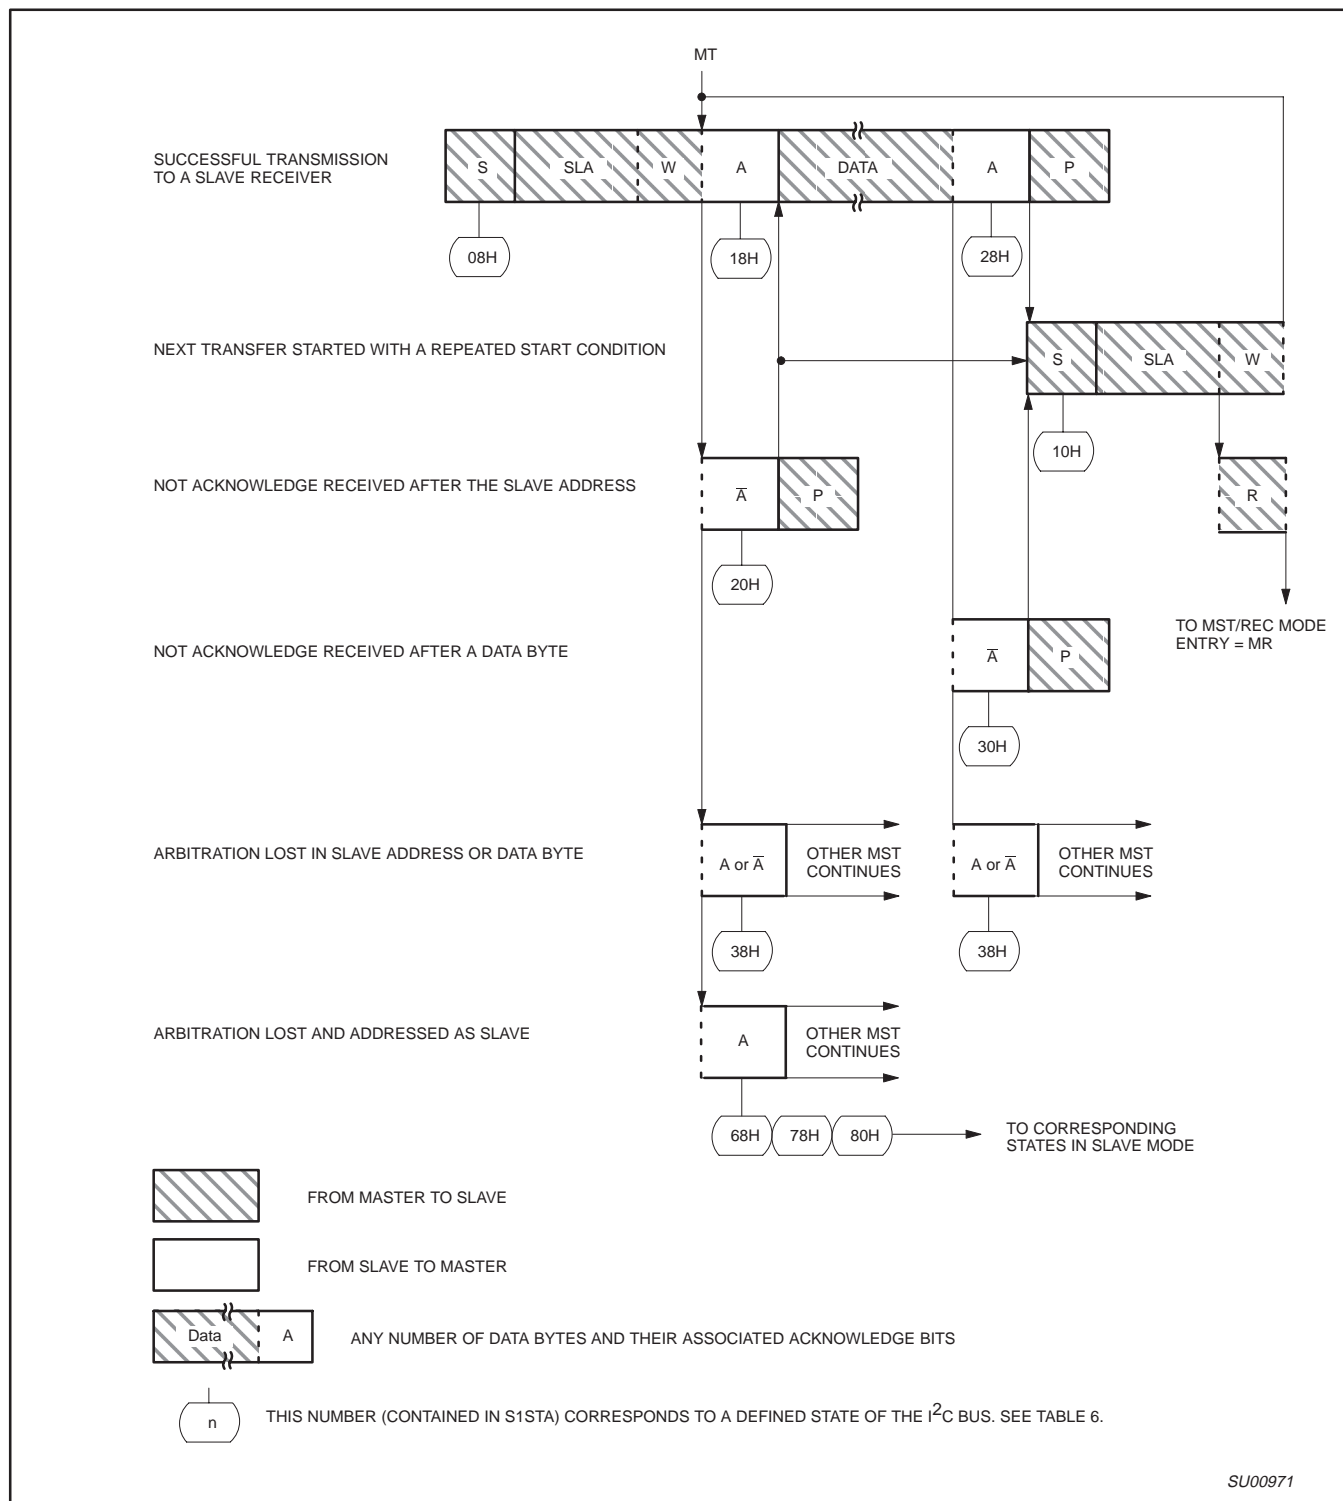 MT
SUCCESSFUL TRANSMISSION
TO A SLAVE RECEIVER
S SLA W A DATA A P
08H 18H 28H
NEXT TRANSFER STARTED WITH A REPEATED START CONDITION
S SLA W
10H
NOT ACKNOWLEDGE RECEIVED AFTER THE SLAVE ADDRESS
A̅ P
R
20H
TO MST/REC MODE
ENTRY = MR
NOT ACKNOWLEDGE RECEIVED AFTER A DATA BYTE
A̅ P
30H
ARBITRATION LOST IN SLAVE ADDRESS OR DATA BYTE
A or A̅
OTHER MST
CONTINUES
A or A̅
OTHER MST
CONTINUES
38H 38H
ARBITRATION LOST AND ADDRESSED AS SLAVE
A
OTHER MST
CONTINUES
68H 78H 80H
TO CORRESPONDING
STATES IN SLAVE MODE
FROM MASTER TO SLAVE
FROM SLAVE TO MASTER
Data A
ANY NUMBER OF DATA BYTES AND THEIR ASSOCIATED ACKNOWLEDGE BITS
n
THIS NUMBER (CONTAINED IN S1STA) CORRESPONDS TO A DEFINED STATE OF THE I²C BUS. SEE TABLE 6.
SU00971